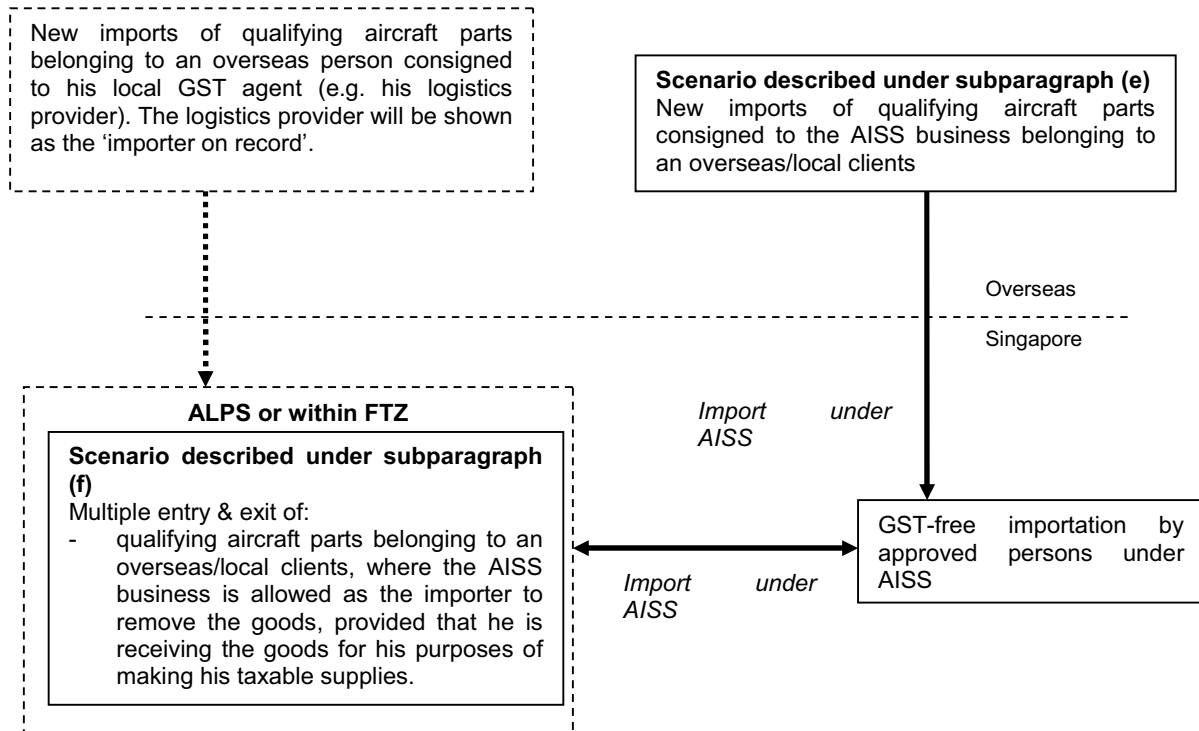 New imports of qualifying aircraft parts
belonging to an overseas person consigned
to his local GST agent (e.g. his logistics
provider). The logistics provider will be shown
as the ‘importer on record’.
Scenario described under subparagraph (e)
New imports of qualifying aircraft parts
consigned to the AISS business belonging to
an overseas/local clients
Overseas
Singapore
ALPS or within FTZ
Scenario described under subparagraph
(f)
Multiple entry & exit of:
- qualifying aircraft parts belonging to an
overseas/local clients, where the AISS
business is allowed as the importer to
remove the goods, provided that he is
receiving the goods for his purposes of
making his taxable supplies.
Import under
AISS
Import under
AISS
GST-free importation by
approved persons under
AISS